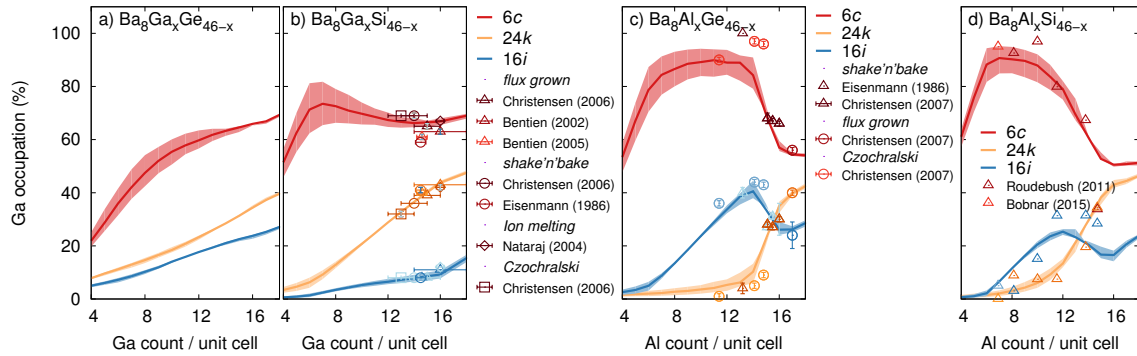 a) Ba8GaxGe46−x
b) Ba8GaxSi46−x
c) Ba8AlxGe46−x
d) Ba8AlxSi46−x
Ga occupation (%)
100
80
60
40
20
0
4 8 12 16
Ga count / unit cell
4 8 12 16
Ga count / unit cell
6c
24k
16i
flux grown
Christensen (2006)
Bentien (2002)
Bentien (2005)
shake'n'bake
Christensen (2006)
Eisenmann (1986)
Ion melting
Nataraj (2004)
Czochralski
Christensen (2006)
4 8 12 16
Al count / unit cell
6c
24k
16i
shake'n'bake
Eisenmann (1986)
Christensen (2007)
flux grown
Christensen (2007)
Czochralski
Christensen (2007)
6c
24k
16i
Roudebush (2011)
Bobnar (2015)
4 8 12 16
Al count / unit cell